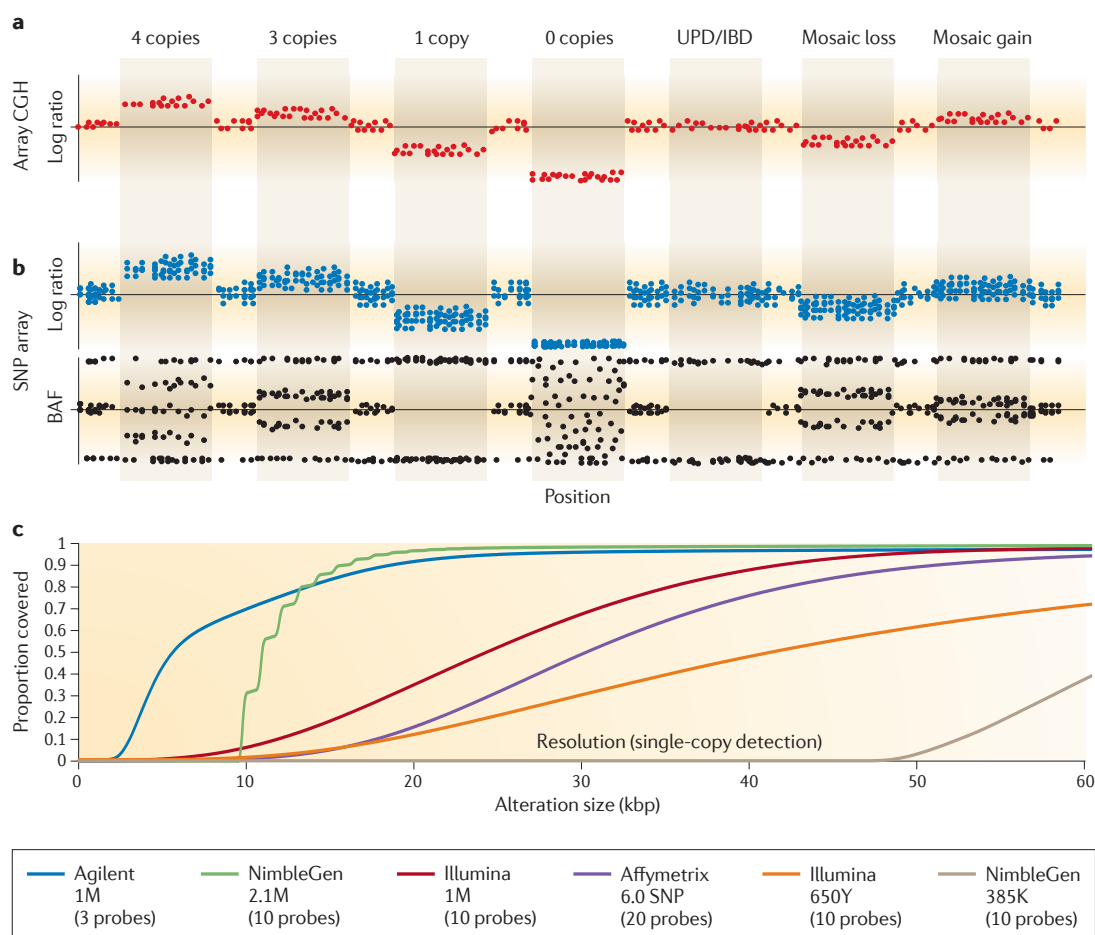 a
4 copies 3 copies 1 copy 0 copies UPD/IBD Mosaic loss Mosaic gain
Array CGH
Log ratio
b
SNP array
Log ratio
BAF
Position
c
Proportion covered
1
0.9
0.8
0.7
0.6
0.5
0.4
0.3
0.2
0.1
0
Resolution (single-copy detection)
0 10 20 30 40 50 60
Alteration size (kbp)
Agilent NimbleGen Illumina Affymetrix Illumina NimbleGen
1M 2.1M 1M 6.0 SNP 650Y 385K
(3 probes) (10 probes) (10 probes) (20 probes) (10 probes) (10 probes)